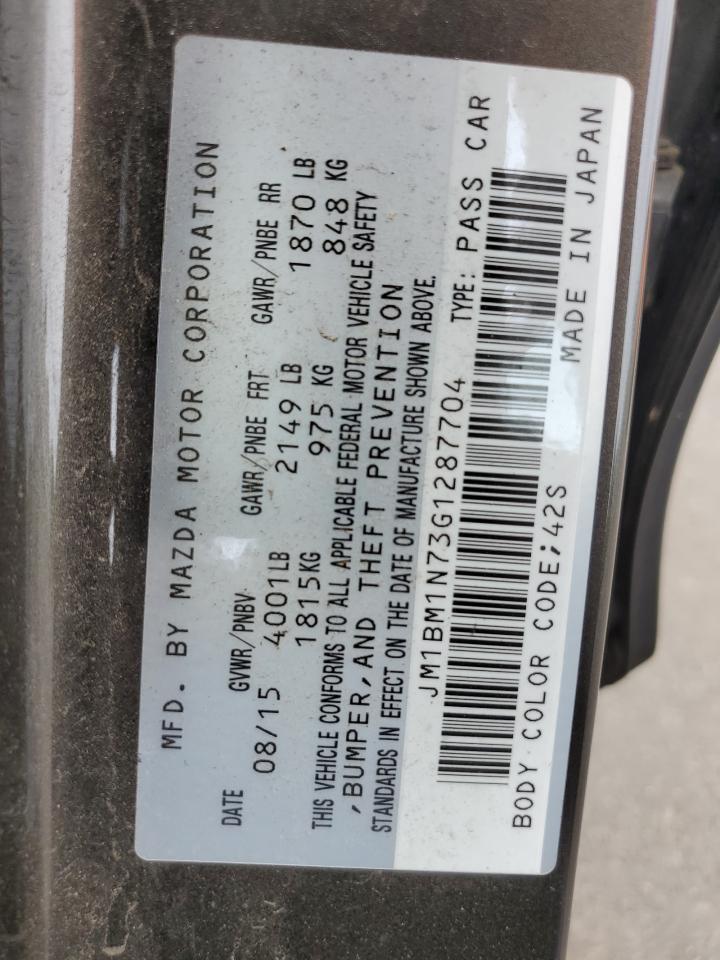 MFD. BY MAZDA MOTOR CORPORATION
DATE GVWR/PNBV GAWR/PNBE FRT GAWR/PNBE RR
08/15 4001LB 2149 LB 1870 LB
1815KG 975 KG 848 KG
THIS VEHICLE CONFORMS TO ALL APPLICABLE FEDERAL MOTOR VEHICLE SAFETY
,BUMPER,AND THEFT PREVENTION
STANDARDS IN EFFECT ON THE DATE OF MANUFACTURE SHOWN ABOVE.
JM1BM1N73G1287704 TYPE: PASS CAR
BODY COLOR CODE;42S MADE IN JAPAN